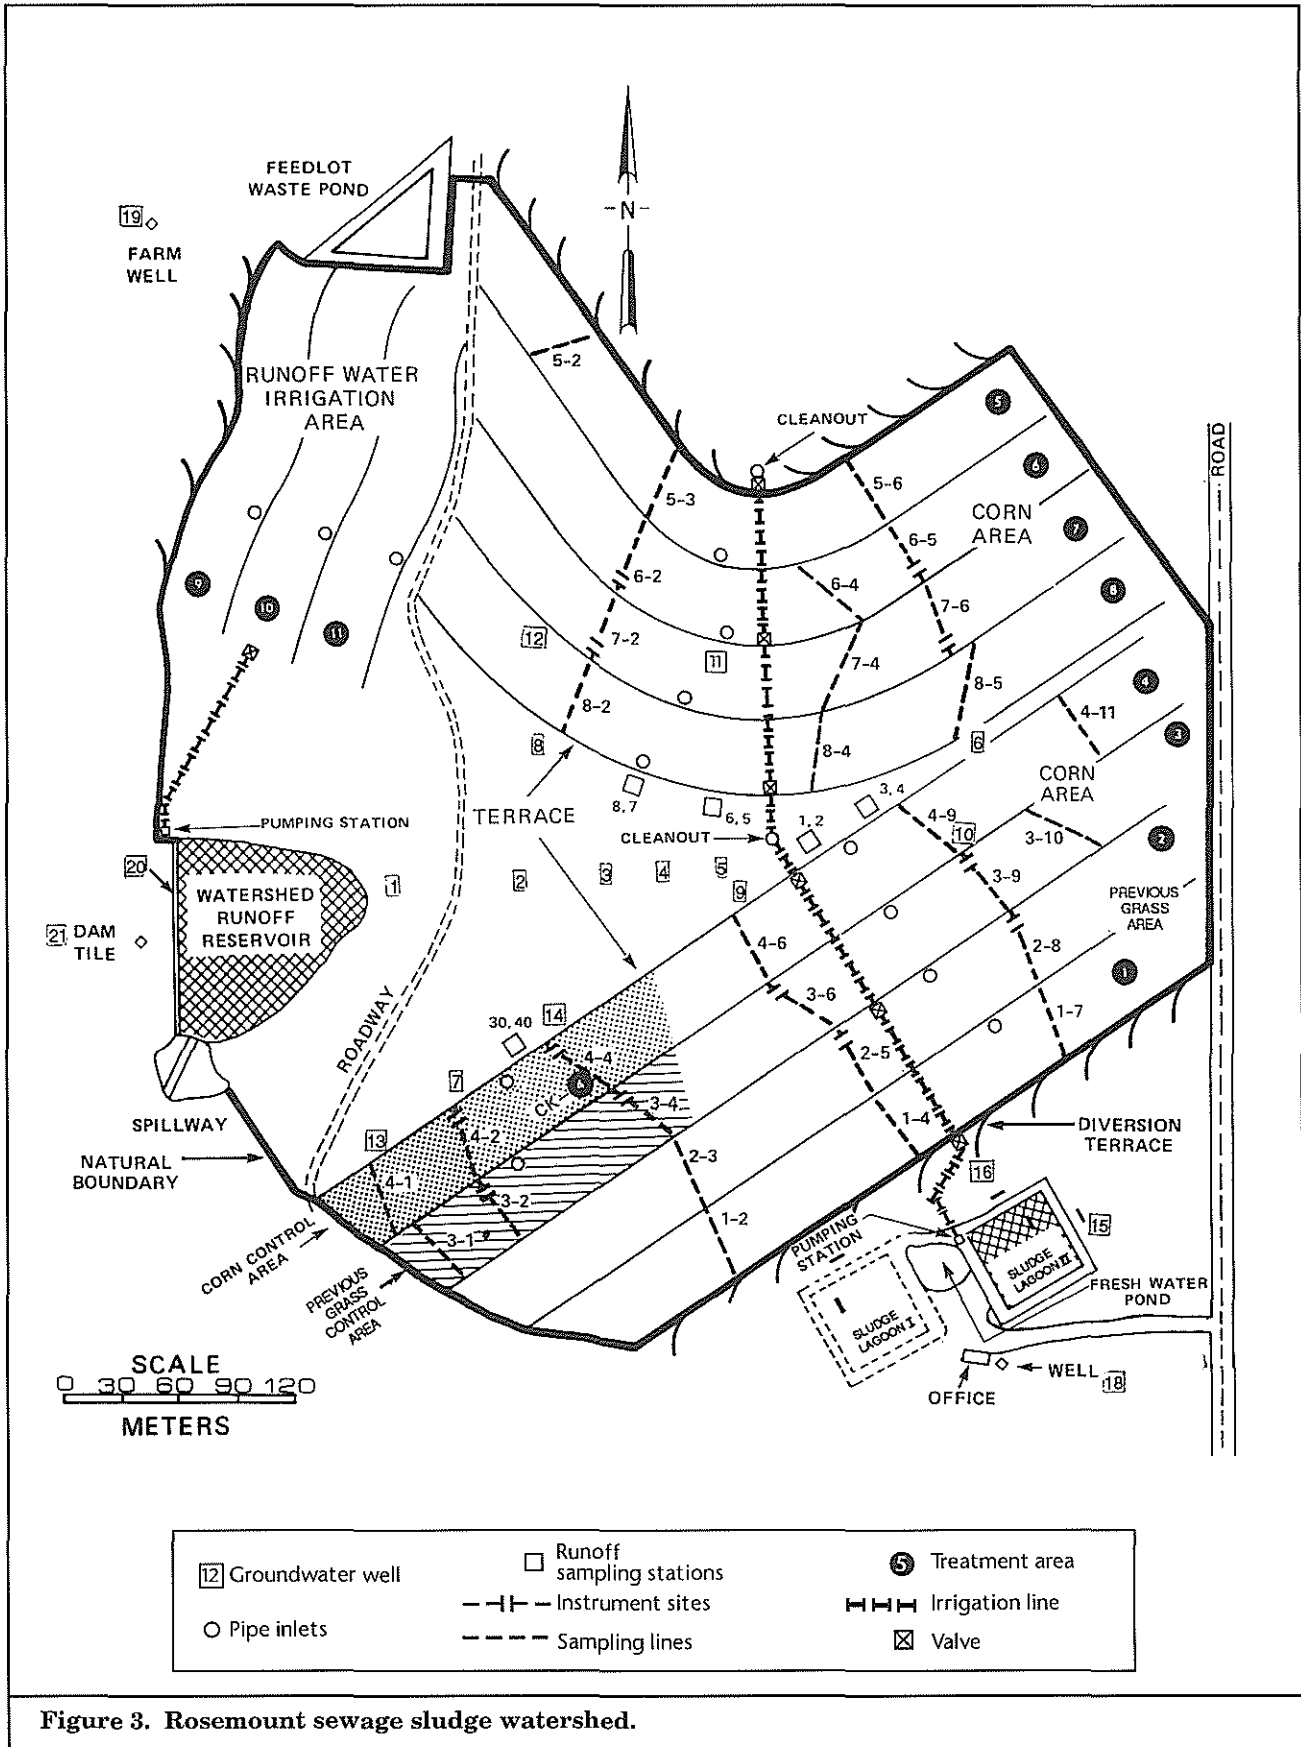 FEEDLOT
WASTE POND
19
FARM
WELL
-N-
RUNOFF WATER
IRRIGATION
AREA
5-2
CLEANOUT
5
ROAD
5-3
5-6
6
CORN
AREA
7
6-5
6-2
6-4
8
7-6
9
10
11
12
7-2
11
7-4
8-5
4
4-11
8-2
8
8-4
6
3
CORN
AREA
TERRACE
8,7
6,5
1,2
3,4
4-9
10
3-10
2
PUMPING STATION
CLEANOUT
20
1
2
3
4
5
9
3-9
PREVIOUS
GRASS
AREA
WATERSHED
RUNOFF
RESERVOIR
21
DAM
TILE
4-6
2-8
1
3-6
ROADWAY
30,40
14
1-7
2-5
7
4-4
CK
3-4
1-4
SPILLWAY
13
4-2
2-3
DIVERSION
TERRACE
NATURAL
BOUNDARY
4-1
3-2
16
1-2
3-1
15
CORN CONTROL
AREA
PUMPING
STATION
SLUDGE
LAGOON II
PREVIOUS
GRASS
CONTROL
AREA
FRESH WATER
POND
SLUDGE
LAGOON I
SCALE
0 30 60 90 120
METERS
WELL
18
OFFICE
12 Groundwater well
Runoff
sampling stations
5 Treatment area
Instrument sites
Irrigation line
Pipe inlets
Sampling lines
Valve
Figure 3. Rosemount sewage sludge watershed.